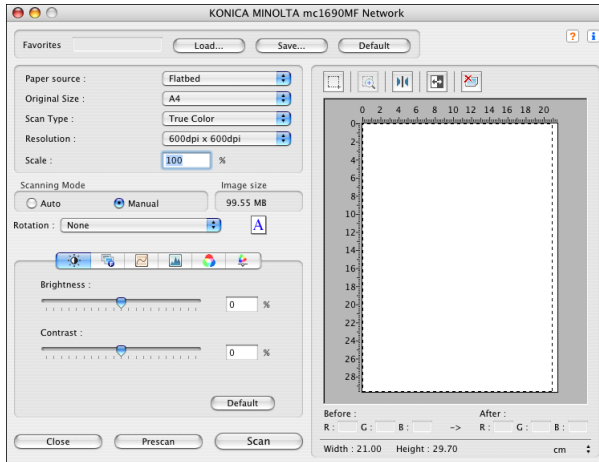 KONICA MINOLTA mc1690MF Network
Favorites Load... Save... Default ? i
Paper source : Flatbed
Original Size : A4
Scan Type : True Color
Resolution : 600dpi x 600dpi
Scale : 100 %
Scanning Mode Image size
Auto Manual 99.55 MB
Rotation : None A
Brightness :
0 %
Contrast :
0 %
Default
Close Prescan Scan
0 2 4 6 8 10 12 14 16 18 20
0
2
4
6
8
10
12
14
16
18
20
22
24
26
28
Before : After :
R : G : B : -> R : G : B :
Width : 21.00 Height : 29.70 cm